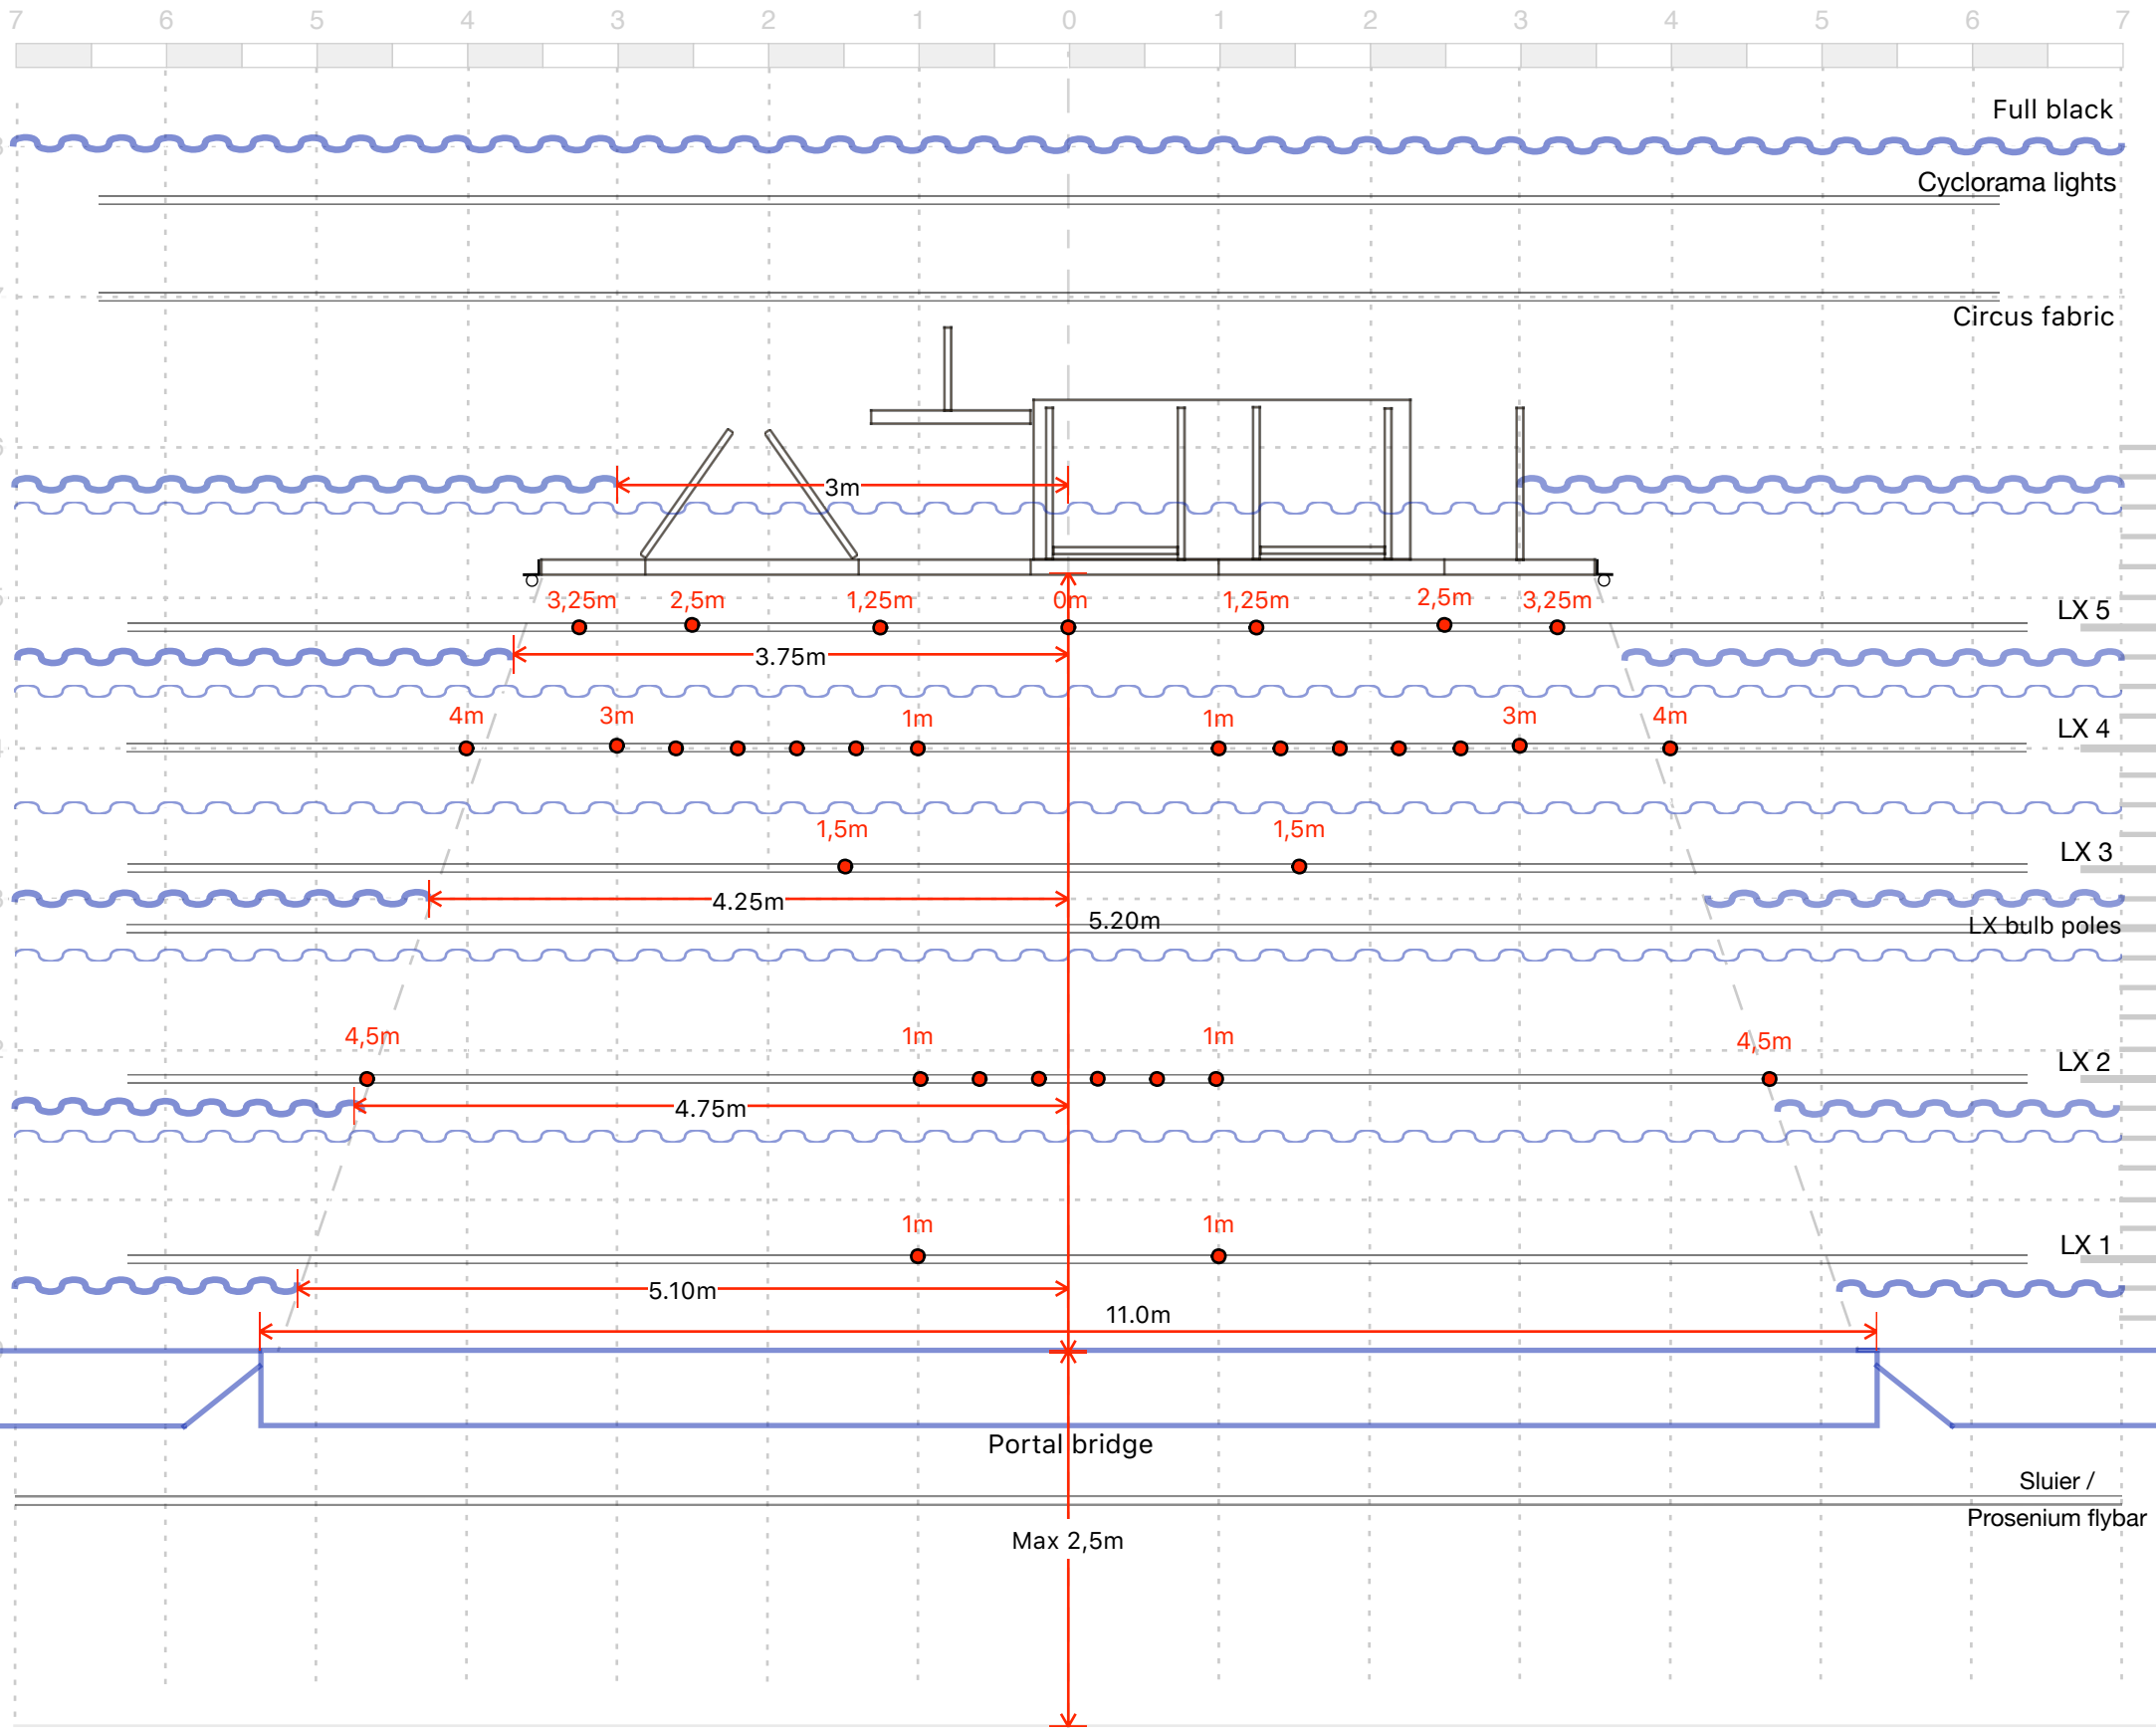 7 6 5 4 3 2 1 0 1 2 3 4 5 6 7
Full black
Cyclorama lights
Circus fabric
3m
3,25m 2,5m 1,25m 0m 1,25m 2,5m 3,25m
LX 5
3.75m
4m 3m 1m 1m 3m 4m
LX 4
1,5m 1,5m
LX 3
4.25m
5.20m
LX bulb poles
4,5m 1m 1m 4,5m
LX 2
4.75m
1m 1m
LX 1
5.10m
11.0m
Portal bridge
Sluier /
Prosenium flybar
Max 2,5m